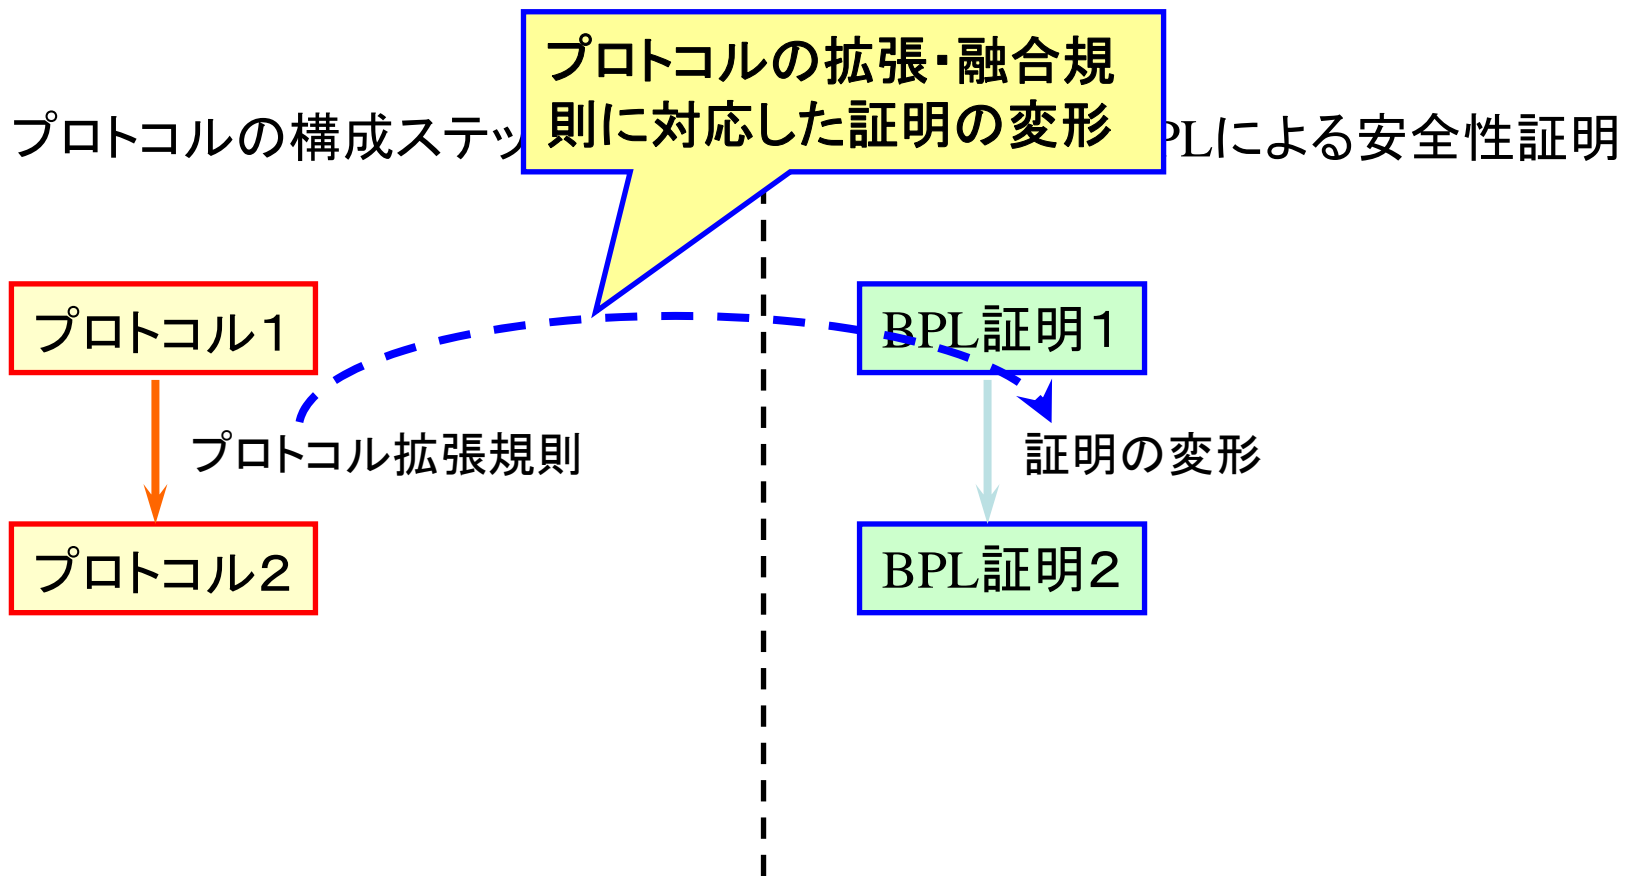 プロトコルの拡張・融合規
則に対応した証明の変形
プロトコルの構成ステッ
PLによる安全性証明
プロトコル１
BPL証明１
プロトコル拡張規則
証明の変形
プロトコル２
BPL証明２